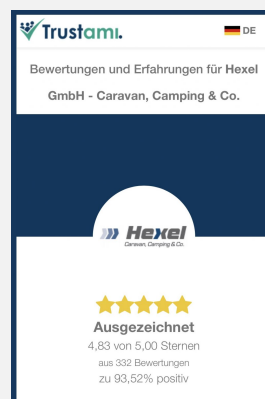 Trustami.
DE
Bewertungen und Erfahrungen für Hexel
GmbH - Caravan, Camping & Co.
Hexel
Caravan, Camping & Co.
Ausgezeichnet
4,83 von 5,00 Sternen
aus 332 Bewertungen
zu 93,52% positiv